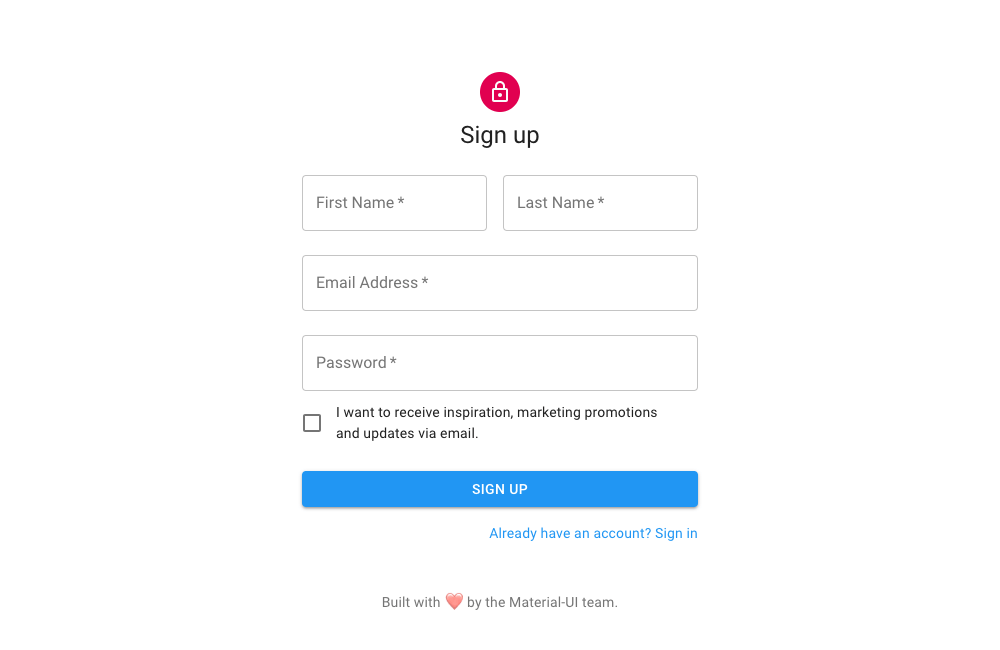 Sign up
First Name *
Last Name *
Email Address *
Password *
I want to receive inspiration, marketing promotions
and updates via email.
SIGN UP
Already have an account? Sign in
Built with ❤️ by the Material-UI team.